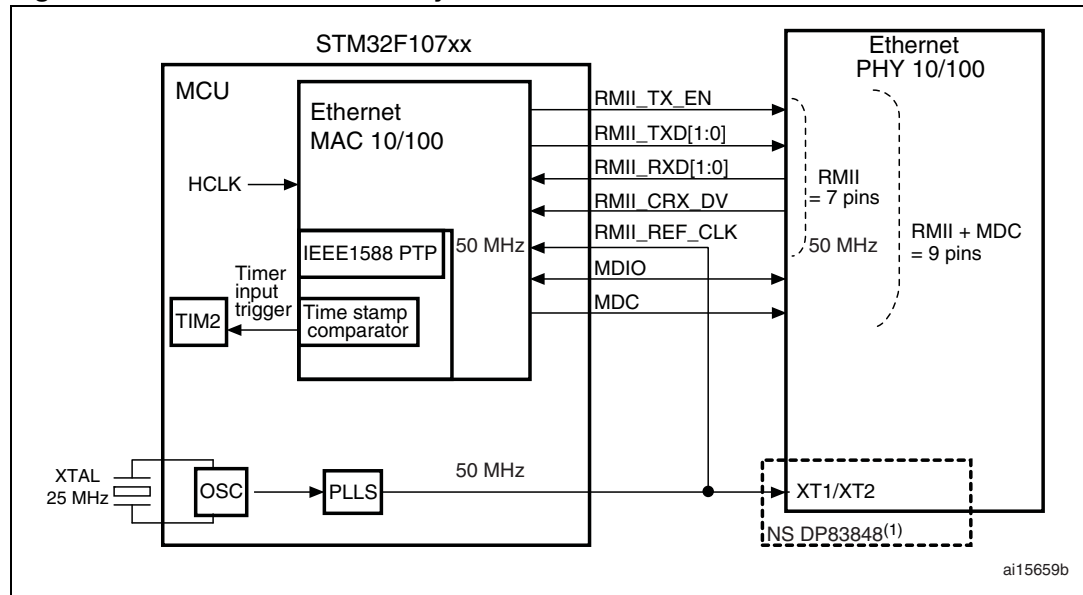 STM32F107xx
MCU
Ethernet
MAC 10/100
HCLK
IEEE1588 PTP
50 MHz
Timer
input
trigger
TIM2
Time stamp
comparator
XTAL
25 MHz
OSC
PLLS
50 MHz
RMII_TX_EN
RMII_TXD[1:0]
RMII_RXD[1:0]
RMII_CRX_DV
RMII_REF_CLK
MDIO
MDC
Ethernet
PHY 10/100
RMII
= 7 pins
50 MHz
RMII + MDC
= 9 pins
XT1/XT2
NS DP83848(1)
ai15659b